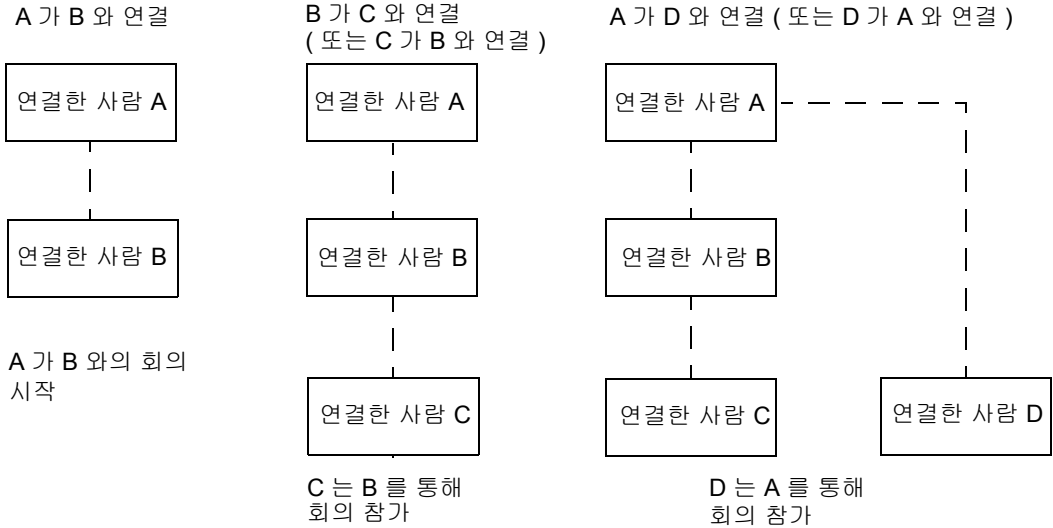 A 가 B 와 연결
연결한 사람 A
연결한 사람 B
A 가 B 와의 회의
시작
B 가 C 와 연결
( 또는 C 가 B 와 연결 )
연결한 사람 A
연결한 사람 B
연결한 사람 C
C 는 B 를 통해
회의 참가
A 가 D 와 연결 ( 또는 D 가 A 와 연결 )
연결한 사람 A
연결한 사람 B
연결한 사람 C
연결한 사람 D
D 는 A 를 통해
회의 참가